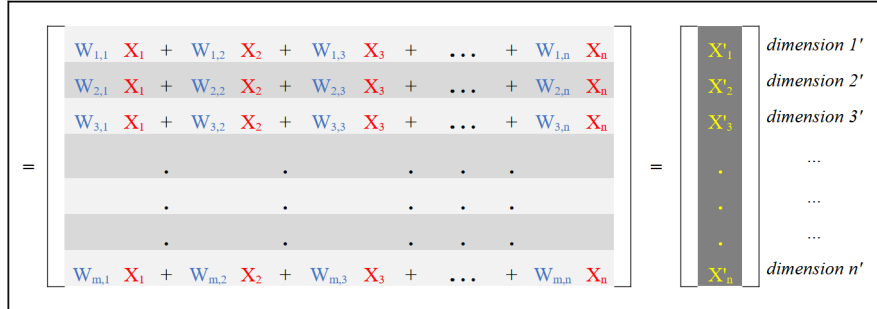 W1,1 X1 + W1,2 X2 + W1,3 X3 + ... + W1,n Xn X'1 dimension 1'
W2,1 X1 + W2,2 X2 + W2,3 X3 + ... + W2,n Xn X'2 dimension 2'
W3,1 X1 + W3,2 X2 + W3,3 X3 + ... + W3,n Xn X'3 dimension 3'
= . . . . . = . ...
. . . . . . ...
. . . . . . ...
Wm,1 X1 + Wm,2 X2 + Wm,3 X3 + ... + Wm,n Xn X'n dimension n'